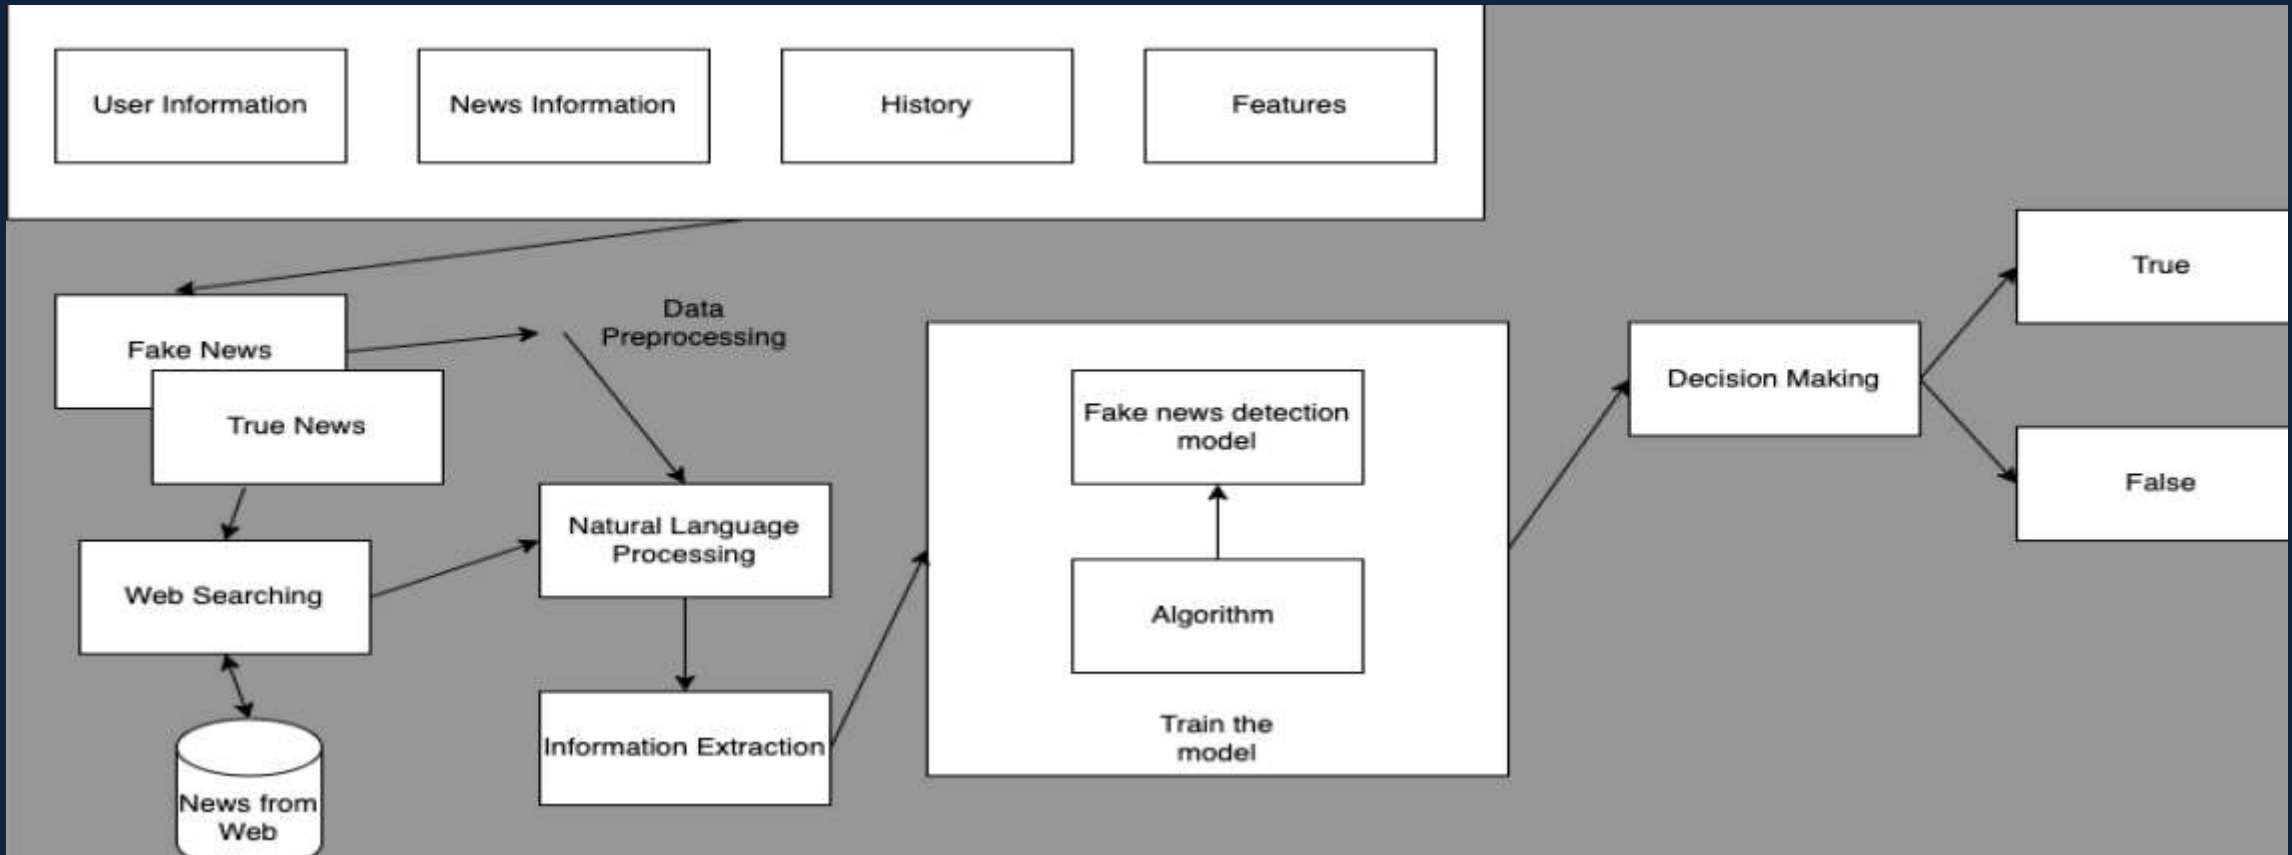 User Information
News Information
History
Features
True
Data
Preprocessing
Fake News
True News
Fake news detection
model
Decision Making
False
Natural Language
Processing
Web Searching
Algorithm
Information Extraction
Train the
model
News from
Web